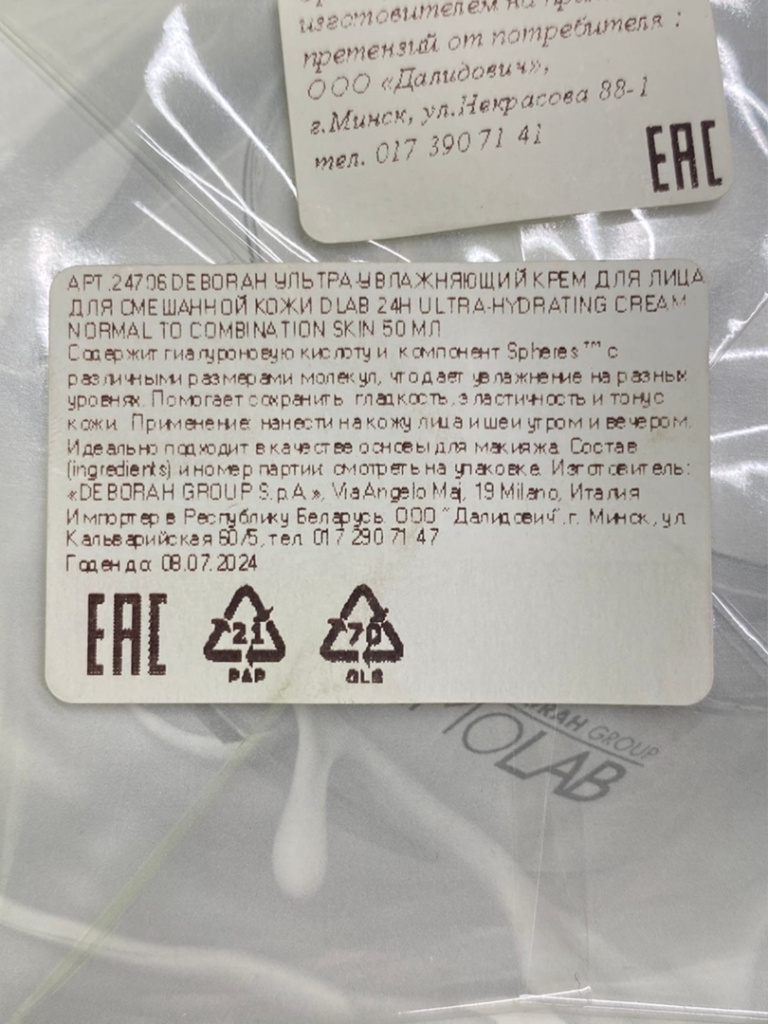 изготовителем на
претензий от потребителя :
ООО «Далидович»,
г.Минск, ул.Некрасова 88-1
тел. 017 390 71 41
EAC
АРТ.24706 DEBORAH УЛЬТРА-УВЛАЖНЯЮЩИЙ КРЕМ ДЛЯ ЛИЦА
ДЛЯ СМЕШАННОЙ КОЖИ DLAB 24H ULTRA-HYDRATING CREAM
NORMAL TO COMBINATION SKIN 50 МЛ
Содержит гиалуроновую кислоту и компонент Spheres™ с
различными размерами молекул, что дает увлажнение на разных
уровнях. Помогает сохранить гладкость, эластичность и тонус
кожи. Применение: нанести на кожу лица и шеи утром и вечером.
Идеально подходит в качестве основы для макияжа. Состав
(ingredients) и номер партии: смотреть на упаковке. Изготовитель:
«DEBORAH GROUP S.p.A.», Via Angelo Maj, 19 Milano, Италия
Импортер в Республику Беларусь: ООО "Далидович", г. Минск, ул.
Кальварийская 60/5, тел. 017 290 71 47
Годен до: 08.07.2024
EAC
21
PAP
70
GLS
GROUP
OLAB